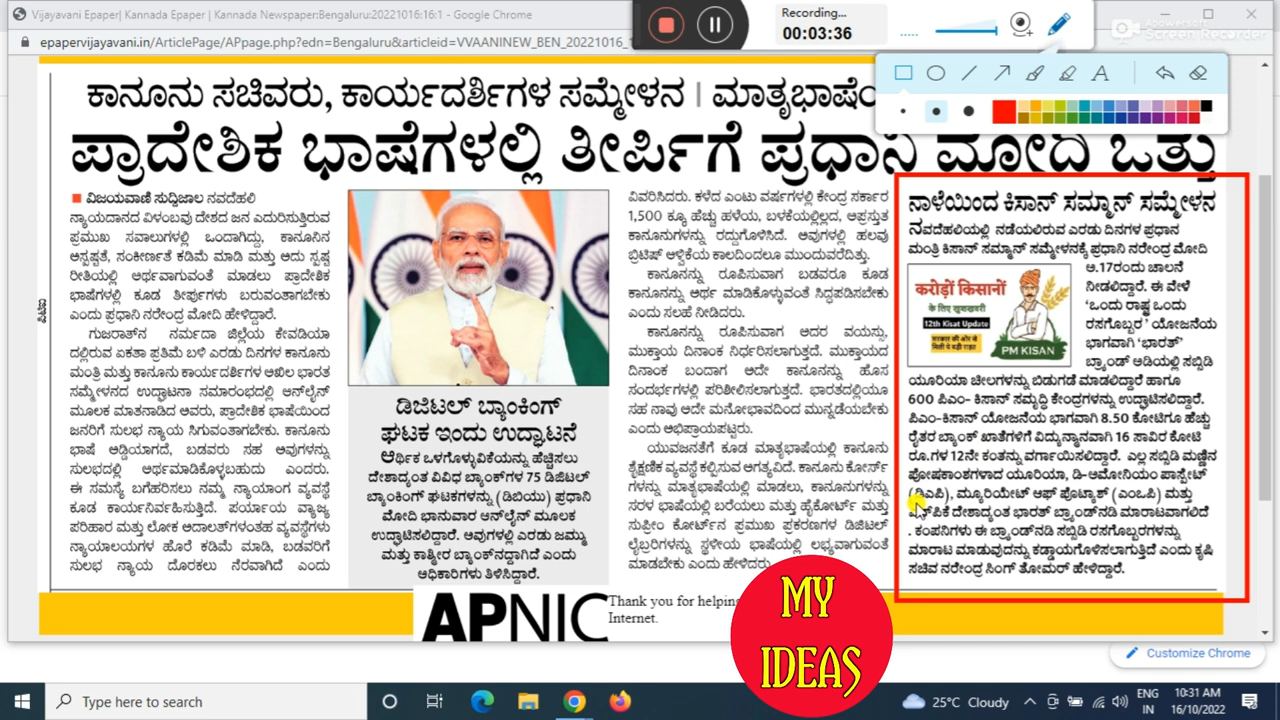 Vijayavani Epaper| Kannada Epaper | Kannada Newspaper:Bengaluru:20221016:16:1 - Google Chrome
epapervijayavani.in/ArticlePage/APpage.php?edn=Bengaluru&articleid=VVAANINEW_BEN_20221016_
Recording...
00:03:36
Apowersoft
Screen Recorder
ಕಾನೂನು ಸಚಿವರು, ಕಾರ್ಯದರ್ಶಿಗಳ ಸಮ್ಮೇಳನ | ಮಾತೃಭಾಷೆಂ
ಪ್ರಾದೇಶಿಕ ಭಾಷೆಗಳಲ್ಲಿ ತೀರ್ಪಿಗೆ ಪ್ರಧಾನಿ ಮೋದಿ ಒತ್ತು
ಪಿಟಿಐ
■ ವಿಜಯವಾಣಿ ಸುದ್ದಿಜಾಲ ನವದೆಹಲಿ
ನ್ಯಾಯದಾನದ ವಿಳಂಬವು ದೇಶದ ಜನ ಎದುರಿಸುತ್ತಿರುವ
ಪ್ರಮುಖ ಸವಾಲುಗಳಲ್ಲಿ ಒಂದಾಗಿದ್ದು, ಕಾನೂನಿನ
ಅಸ್ಪಷ್ಟತೆ, ಸಂಕೀರ್ಣತೆ ಕಡಿಮೆ ಮಾಡಿ ಮತ್ತು ಅದು ಸ್ಪಷ್ಟ
ರೀತಿಯಲ್ಲಿ ಅರ್ಥವಾಗುವಂತೆ ಮಾಡಲು ಪ್ರಾದೇಶಿಕ
ಭಾಷೆಗಳಲ್ಲಿ ಕೂಡ ತೀರ್ಪುಗಳು ಬರುವಂತಾಗಬೇಕು
ಎಂದು ಪ್ರಧಾನಿ ನರೇಂದ್ರ ಮೋದಿ ಹೇಳಿದ್ದಾರೆ.
ಗುಜರಾತ್‌ನ ನರ್ಮದಾ ಜಿಲ್ಲೆಯ ಕೇವಡಿಯಾ
ದಲ್ಲಿರುವ ಏಕತಾ ಪ್ರತಿಮೆ ಬಳಿ ಎರಡು ದಿನಗಳ ಕಾನೂನು
ಮಂತ್ರಿ ಮತ್ತು ಕಾನೂನು ಕಾರ್ಯದರ್ಶಿಗಳ ಅಖಿಲ ಭಾರತ
ಸಮ್ಮೇಳನದ ಉದ್ಘಾಟನಾ ಸಮಾರಂಭದಲ್ಲಿ ಆನ್‌ಲೈನ್
ಮೂಲಕ ಮಾತನಾಡಿದ ಅವರು, ಪ್ರಾದೇಶಿಕ ಭಾಷೆಯಿಂದ
ಜನರಿಗೆ ಸುಲಭ ನ್ಯಾಯ ಸಿಗುವಂತಾಗಬೇಕು. ಕಾನೂನು
ಭಾಷೆ ಅಡ್ಡಿಯಾಗದೆ, ಬಡವರು ಸಹ ಅವುಗಳನ್ನು
ಸುಲಭದಲ್ಲಿ ಅರ್ಥಮಾಡಿಕೊಳ್ಳಬಹುದು ಎಂದರು.
ಈ ಸಮಸ್ಯೆ ಬಗೆಹರಿಸಲು ನಮ್ಮ ನ್ಯಾಯಾಂಗ ವ್ಯವಸ್ಥೆ
ಕೂಡ ಕಾರ್ಯನಿರ್ವಹಿಸುತ್ತಿದೆ. ಪರ್ಯಾಯ ವ್ಯಾಜ್ಯ
ಪರಿಹಾರ ಮತ್ತು ಲೋಕ ಅದಾಲತ್‌ಗಳಂತಹ ವ್ಯವಸ್ಥೆಗಳು
ನ್ಯಾಯಾಲಯಗಳ ಹೊರೆ ಕಡಿಮೆ ಮಾಡಿ, ಬಡವರಿಗೆ
ಸುಲಭ ನ್ಯಾಯ ದೊರಕಲು ನೆರವಾಗಿದೆ ಎಂದು
ಡಿಜಿಟಲ್ ಬ್ಯಾಂಕಿಂಗ್
ಘಟಕ ಇಂದು ಉದ್ಘಾಟನೆ
ಆರ್ಥಿಕ ಒಳಗೊಳ್ಳುವಿಕೆಯನ್ನು ಹೆಚ್ಚಿಸಲು
ದೇಶಾದ್ಯಂತ ವಿವಿಧ ಬ್ಯಾಂಕ್‌ಗಳ 75 ಡಿಜಿಟಲ್
ಬ್ಯಾಂಕಿಂಗ್ ಘಟಕಗಳನ್ನು (ಡಿಬಿಯು) ಪ್ರಧಾನಿ
ಮೋದಿ ಭಾನುವಾರ ಆನ್‌ಲೈನ್ ಮೂಲಕ
ಉದ್ಘಾಟಿಸಲಿದ್ದಾರೆ. ಅವುಗಳಲ್ಲಿ ಎರಡು ಜಮ್ಮು
ಮತ್ತು ಕಾಶ್ಮೀರ ಬ್ಯಾಂಕ್‌ನದ್ದಾಗಿದೆ ಎಂದು
ಅಧಿಕಾರಿಗಳು ತಿಳಿಸಿದ್ದಾರೆ.
ವಿವರಿಸಿದರು. ಕಳೆದ ಎಂಟು ವರ್ಷಗಳಲ್ಲಿ ಕೇಂದ್ರ ಸರ್ಕಾರ
1,500 ಕ್ಕೂ ಹೆಚ್ಚು ಹಳೆಯ, ಬಳಕೆಯಲ್ಲಿಲ್ಲದ, ಅಪ್ರಸ್ತುತ
ಕಾನೂನುಗಳನ್ನು ರದ್ದುಗೊಳಿಸಿದೆ. ಅವುಗಳಲ್ಲಿ ಹಲವು
ಬ್ರಿಟಿಷ್ ಆಳ್ವಿಕೆಯ ಕಾಲದಿಂದಲೂ ಮುಂದುವರೆದಿತ್ತು.
ಕಾನೂನನ್ನು ರೂಪಿಸುವಾಗ ಬಡವರೂ ಕೂಡ
ಕಾನೂನನ್ನು ಅರ್ಥ ಮಾಡಿಕೊಳ್ಳುವಂತೆ ಸಿದ್ಧಪಡಿಸಬೇಕು
ಎಂದು ಸಲಹೆ ನೀಡಿದರು.
ಕಾನೂನನ್ನು ರೂಪಿಸುವಾಗ ಅದರ ವಯಸ್ಸು,
ಮುಕ್ತಾಯ ದಿನಾಂಕ ನಿರ್ಧರಿಸಲಾಗುತ್ತದೆ. ಮುಕ್ತಾಯದ
ದಿನಾಂಕ ಬಂದಾಗ ಅದೇ ಕಾನೂನನ್ನು ಹೊಸ
ಸಂದರ್ಭಗಳಲ್ಲಿ ಪರಿಶೀಲಿಸಲಾಗುತ್ತದೆ. ಭಾರತದಲ್ಲಿಯೂ
ಸಹ ನಾವು ಅದೇ ಮನೋಭಾವದಿಂದ ಮುನ್ನಡೆಯಬೇಕು
ಎಂದು ಅಭಿಪ್ರಾಯಪಟ್ಟರು.
ಯುವಜನತೆಗೆ ಕೂಡ ಮಾತೃಭಾಷೆಯಲ್ಲಿ ಕಾನೂನು
ಶೈಕ್ಷಣಿಕ ವ್ಯವಸ್ಥೆ ಕಲ್ಪಿಸುವ ಅಗತ್ಯವಿದೆ. ಕಾನೂನು ಕೋರ್ಸ್
ಗಳನ್ನು ಮಾತೃಭಾಷೆಯಲ್ಲಿ ಮಾಡಲು, ಕಾನೂನುಗಳನ್ನು
ಸರಳ ಭಾಷೆಯಲ್ಲಿ ಬರೆಯಲು ಮತ್ತು ಹೈಕೋರ್ಟ್ ಮತ್ತು
ಸುಪ್ರೀಂ ಕೋರ್ಟ್‌ನ ಪ್ರಮುಖ ಪ್ರಕರಣಗಳ ಡಿಜಿಟಲ್
ಲೈಬ್ರರಿಗಳನ್ನು ಸ್ಥಳೀಯ ಭಾಷೆಯಲ್ಲಿ ಲಭ್ಯವಾಗುವಂತೆ
ಮಾಡಬೇಕು ಎಂದು ಹೇಳಿದರು.
ನಾಳೆಯಿಂದ ಕಿಸಾನ್ ಸಮ್ಮಾನ್ ಸಮ್ಮೇಳನ
ನವದೆಹಲಿಯಲ್ಲಿ ನಡೆಯಲಿರುವ ಎರಡು ದಿನಗಳ ಪ್ರಧಾನ
ಮಂತ್ರಿ ಕಿಸಾನ್ ಸಮ್ಮಾನ್ ಸಮ್ಮೇಳನಕ್ಕೆ ಪ್ರಧಾನಿ ನರೇಂದ್ರ ಮೋದಿ
ಅ.17ರಂದು ಚಾಲನೆ
ನೀಡಲಿದ್ದಾರೆ. ಈ ವೇಳೆ
‘ಒಂದು ರಾಷ್ಟ್ರ ಒಂದು
ರಸಗೊಬ್ಬರ’ ಯೋಜನೆಯ
ಭಾಗವಾಗಿ ‘ಭಾರತ್’
ಬ್ರ್ಯಾಂಡ್ ಅಡಿಯಲ್ಲಿ ಸಬ್ಸಿಡಿ
करोड़ों किसानों
के लिए खुशखबरी
12th Kisat Update
सरकार की ओर से
मिली ये बड़ी राहत
PM KISAN
ಯೂರಿಯಾ ಚೀಲಗಳನ್ನು ಬಿಡುಗಡೆ ಮಾಡಲಿದ್ದಾರೆ ಹಾಗೂ
600 ಪಿಎಂ- ಕಿಸಾನ್ ಸಮೃದ್ಧಿ ಕೇಂದ್ರಗಳನ್ನು ಉದ್ಘಾಟಿಸಲಿದ್ದಾರೆ.
ಪಿಎಂ-ಕಿಸಾನ್ ಯೋಜನೆಯ ಭಾಗವಾಗಿ 8.50 ಕೋಟಿಗೂ ಹೆಚ್ಚು
ರೈತರ ಬ್ಯಾಂಕ್ ಖಾತೆಗಳಿಗೆ ವಿದ್ಯುನ್ಮಾನವಾಗಿ 16 ಸಾವಿರ ಕೋಟಿ
ರೂ.ಗಳ 12ನೇ ಕಂತನ್ನು ವರ್ಗಾಯಿಸಲಿದ್ದಾರೆ. ಎಲ್ಲ ಸಬ್ಸಿಡಿ ಮಣ್ಣಿನ
ಪೋಷಕಾಂಶಗಳಾದ ಯೂರಿಯಾ, ಡಿ-ಅಮೋನಿಯಂ ಪಾಸ್ಫೇಟ್
(ಡಿಎಪಿ), ಮ್ಯೂರಿಯೇಟ್ ಆಫ್ ಪೊಟ್ಯಾಶ್ (ಎಂಒಪಿ) ಮತ್ತು
ದೇಶಾದ್ಯಂತ ಭಾರತ್ ಬ್ರ್ಯಾಂಡ್‌ನಡಿ ಮಾರಾಟವಾಗಲಿದೆ
. ಕಂಪನಿಗಳು ಈ ಬ್ರ್ಯಾಂಡ್‌ನಡಿ ಸಬ್ಸಿಡಿ ರಸಗೊಬ್ಬರಗಳನ್ನು
ಮಾರಾಟ ಮಾಡುವುದನ್ನು ಕಡ್ಡಾಯಗೊಳಿಸಲಾಗುತ್ತಿದೆ ಎಂದು ಕೃಷಿ
ಸಚಿವ ನರೇಂದ್ರ ಸಿಂಗ್ ತೋಮರ್ ಹೇಳಿದ್ದಾರೆ.
APNIC
Thank you for helping
Internet.
MY
IDEAS
Customize Chrome
Type here to search
25°C Cloudy
ENG
IN
10:31 AM
16/10/2022